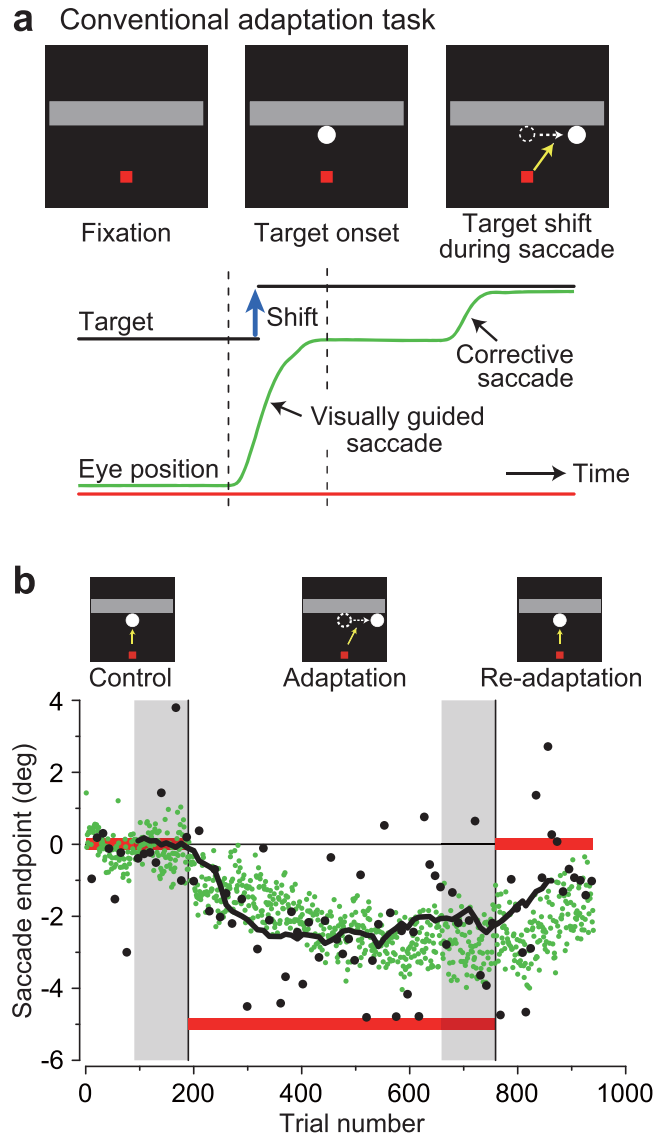 a Conventional adaptation task
Fixation
Target onset
Target shift
during saccade
Target
Shift
Corrective
saccade
Visually guided
saccade
Eye position
Time
b
Control
Adaptation
Re-adaptation
4
2
0
-2
-4
-6
Saccade endpoint (deg)
0
200
400
600
800
1000
Trial number